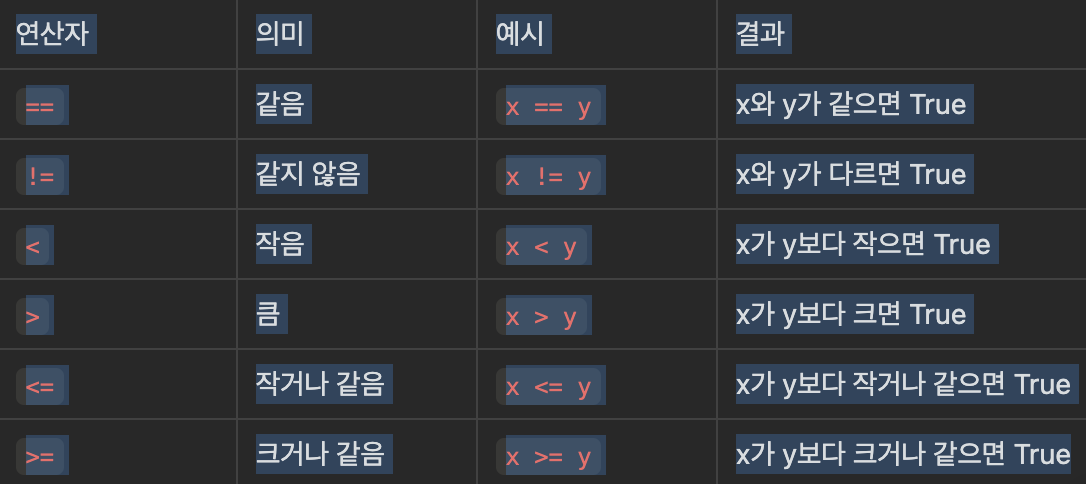 연산자 의미 예시 결과
== 같음 x == y x와 y가 같으면 True
!= 같지 않음 x != y x와 y가 다르면 True
< 작음 x < y x가 y보다 작으면 True
> 큼 x > y x가 y보다 크면 True
<= 작거나 같음 x <= y x가 y보다 작거나 같으면 True
>= 크거나 같음 x >= y x가 y보다 크거나 같으면 True